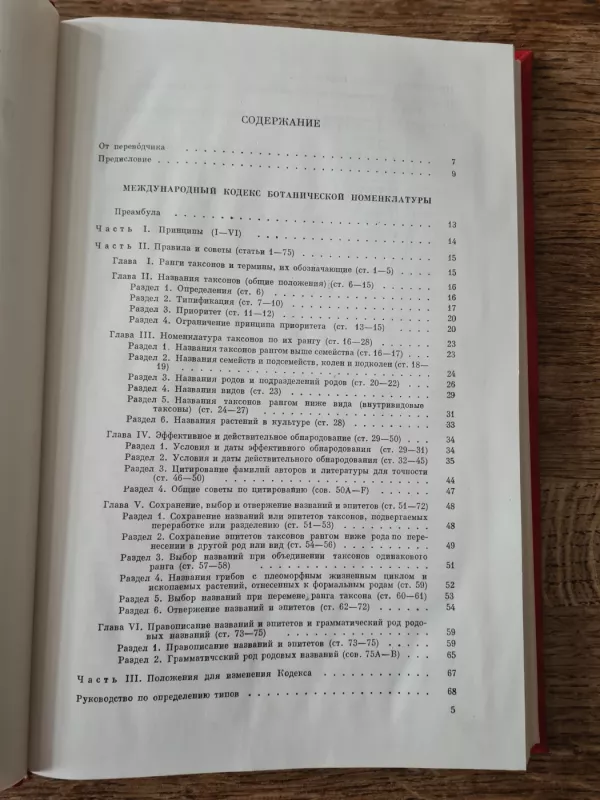 СОДЕРЖАНИЕ
От перевóдчика . . . . . . . . . . . . . . . . . . . . 7
Предисловие . . . . . . . . . . . . . . . . . . . . 9
МЕЖДУНАРОДНЫЙ КОДЕКС БОТАНИЧЕСКОЙ НОМЕНКЛАТУРЫ
Преамбула . . . . . . . . . . . . . . . . . . . . 13
Часть I. Принципы (I—VI) . . . . . . . . . . . . . . 14
Часть II. Правила и советы (статьи 1—75) . . . . . . . . . . 15
Глава I. Ранги таксонов и термины, их обозначающие (ст. 1—5) . . . . 15
Глава II. Названия таксонов (общие положения) (ст. 6—15) . . . . . 16
Раздел 1. Определения (ст. 6) . . . . . . . . . . . 16
Раздел 2. Типификация (ст. 7—10) . . . . . . . . . . 17
Раздел 3. Приоритет (ст. 11—12) . . . . . . . . . . 20
Раздел 4. Ограничение принципа приоритета (ст. 13—15) . . . . 20
Глава III. Номенклатура таксонов по их рангу (ст. 16—28) . . . . . 23
Раздел 1. Названия таксонов рангом выше семейства (ст. 16—17) . . . 23
Раздел 2. Названия семейств и подсемейств, колен и подколен (ст. 18—
19) . . . . . . . . . . . . . . . . . . 24
Раздел 3. Названия родов и подразделений родов (ст. 20—22) . . . . 26
Раздел 4. Названия видов (ст. 23) . . . . . . . . . . 29
Раздел 5. Названия таксонов рангом ниже вида (внутривидовые
таксоны) (ст. 24—27) . . . . . . . . . . . . . 31
Раздел 6. Названия растений в культуре (ст. 28) . . . . . . 33
Глава IV. Эффективное и действительное обнародование (ст. 29—50) . . . 34
Раздел 1. Условия и даты эффективного обнародования (ст. 29—31) 34
Раздел 2. Условия и даты действительного обнародования (ст. 32—45) 35
Раздел 3. Цитирование фамилий авторов и литературы для точности
(ст. 46—50) . . . . . . . . . . . . . . . 44
Раздел 4. Общие советы по цитированию (сов. 50A—F) . . . . . 47
Глава V. Сохранение, выбор и отвержение названий и эпитетов (ст. 51—72) 48
Раздел 1. Сохранение названий или эпитетов таксонов, подвергаемых
переработке или разделению (ст. 51—53) . . . . . . . . 48
Раздел 2. Сохранение эпитетов таксонов рангом ниже рода по пере-
несении в другой род или вид (ст. 54—56) . . . . . . . 49
Раздел 3. Выбор названий при объединении таксонов одинакового
ранга (ст. 57—58) . . . . . . . . . . . . . 51
Раздел 4. Названия грибов с плеоморфным жизненным циклом и
ископаемых растений, отнесенных к формальным родам (ст. 59) . . 52
Раздел 5. Выбор названий при перемене ранга таксона (ст. 60—61) 53
Раздел 6. Отвержение названий и эпитетов (ст. 62—72) . . . . . 54
Глава VI. Правописание названий и эпитетов и грамматический род родо-
вых названий (ст. 73—75) . . . . . . . . . . . . 59
Раздел 1. Правописание названий и эпитетов (ст. 73—75) . . . . 59
Раздел 2. Грамматический род родовых названий (сов. 75A—B) . . . 65
Часть III. Положения для изменения Кодекса . . . . . . . . 67
Руководство по определению типов . . . . . . . . . . . . 68
5